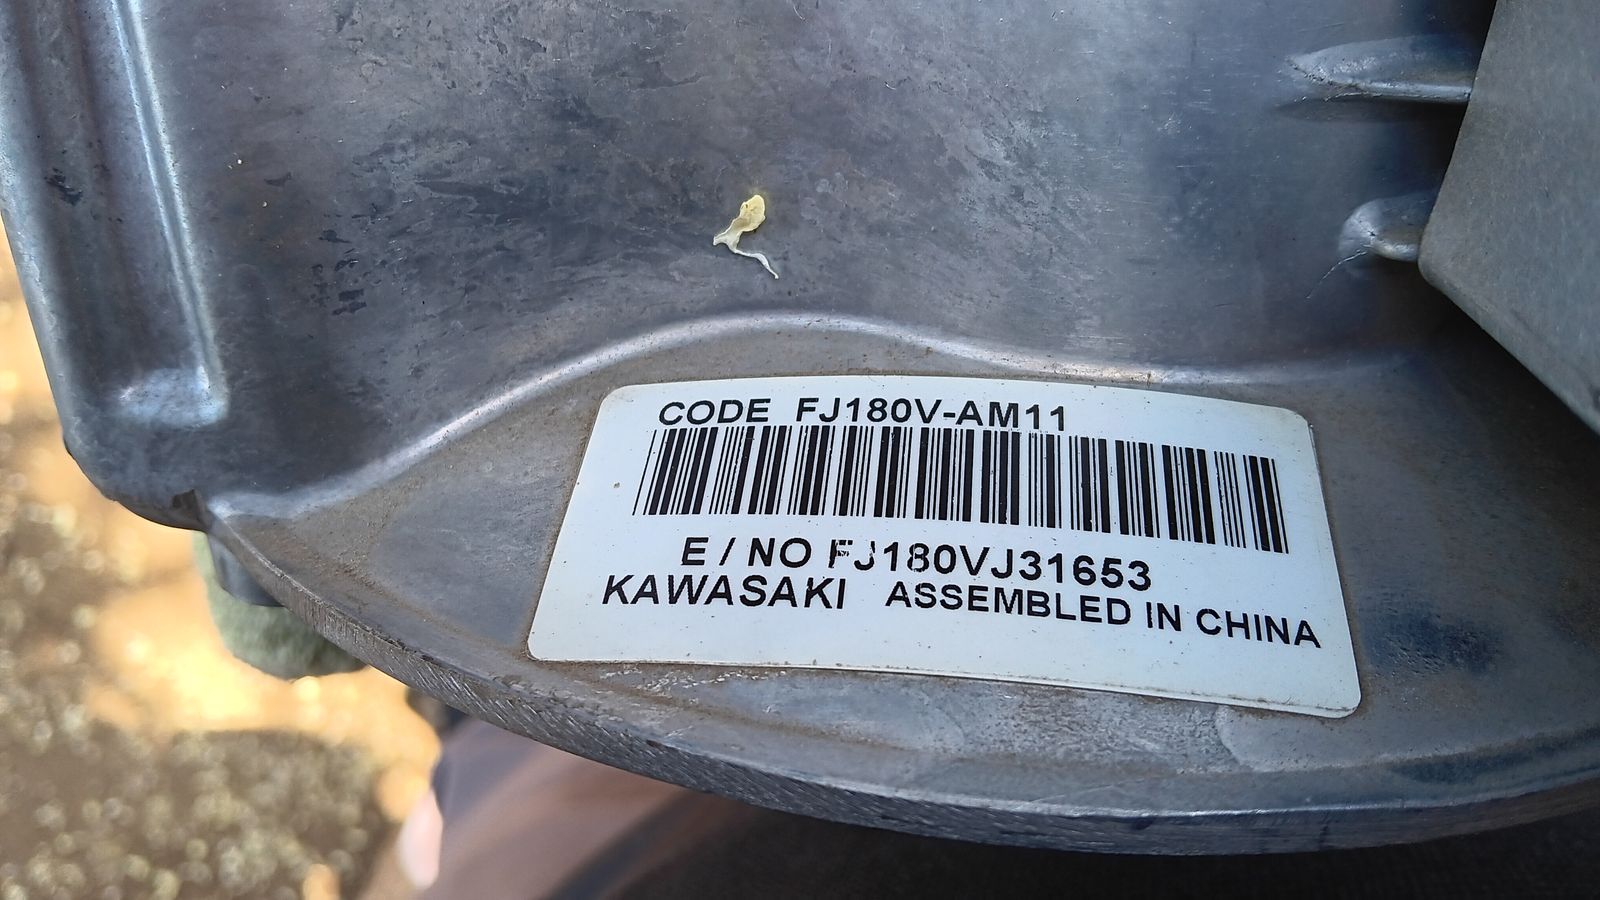 CODE FJ180V-AM11
E / NO FJ180VJ31653
KAWASAKI ASSEMBLED IN CHINA